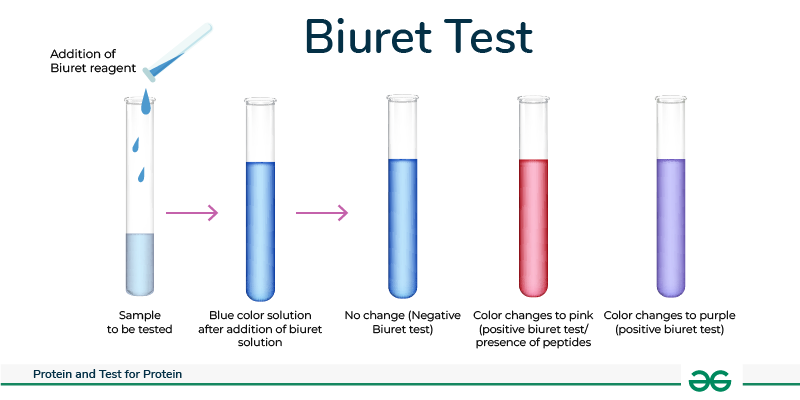 Biuret Test
Addition of
Biuret reagent
Sample
to be tested
Blue color solution
after addition of biuret
solution
No change (Negative
Biuret test)
Color changes to pink
(positive biuret test/
presence of peptides
Color changes to purple
(positive biuret test)
Protein and Test for Protein